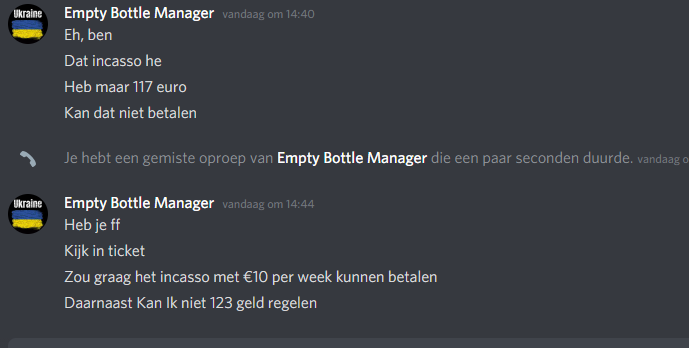 Ukraine
Empty Bottle Manager vandaag om 14:40
Eh, ben
Dat incasso he
Heb maar 117 euro
Kan dat niet betalen
Je hebt een gemiste oproep van Empty Bottle Manager die een paar seconden duurde. vandaag o
Ukraine
Empty Bottle Manager vandaag om 14:44
Heb je ff
Kijk in ticket
Zou graag het incasso met €10 per week kunnen betalen
Daarnaast Kan Ik niet 123 geld regelen